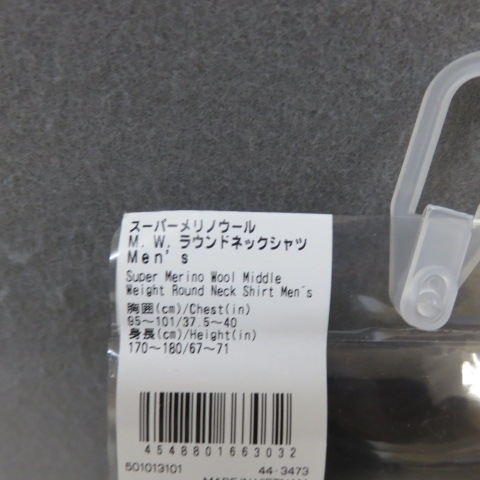 スーパーメリノウール
M. W. ラウンドネックシャツ
Men's
Super Merino Wool Middle
Weight Round Neck Shirt Men's
胸囲(cm)/Chest(in)
95～101/37.5～40
身長(cm)/Height(in)
170～180/67～71
4548801663032
501013101 44-3473